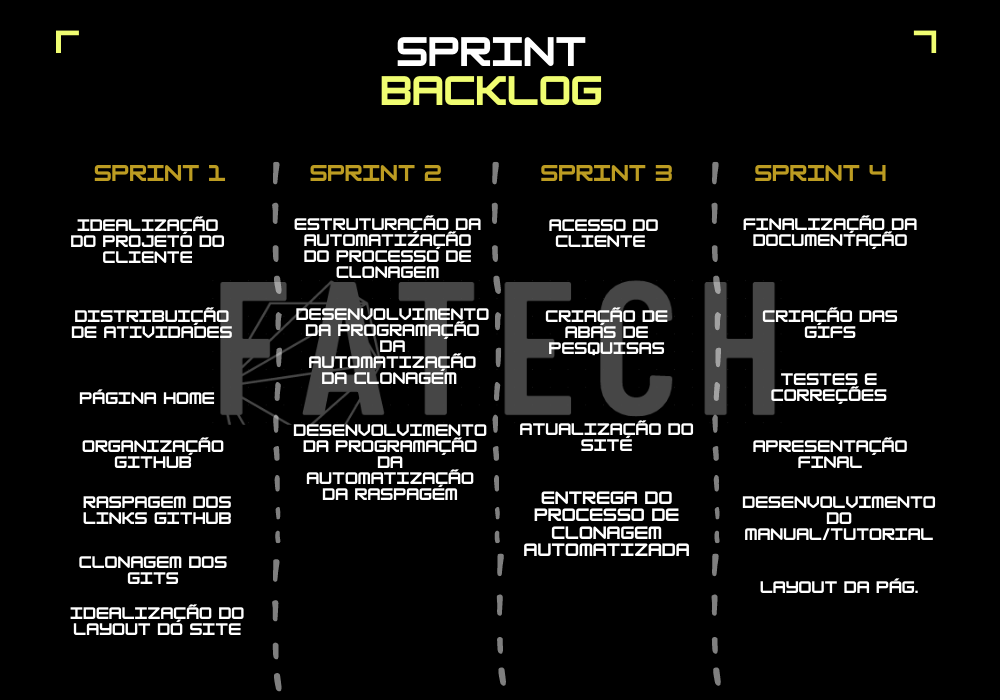 SPRINT
BACKLOG
SPRINT 1
IDEALIZAÇÃO
DO PROJETO DO
CLIENTE
DISTRIBUIÇÃO
DE ATIVIDADES
PÁGINA HOME
ORGANIZAÇÃO
GITHUB
RASPAGEM DOS
LINKS GITHUB
CLONAGEM DOS
GITS
IDEALIZAÇÃO DO
LAYOUT DO SITE
SPRINT 2
ESTRUTURAÇÃO DA
AUTOMATIZAÇÃO
DO PROCESSO DE
CLONAGEM
DESENVOLVIMENTO
DA PROGRAMAÇÃO
DA
AUTOMATIZAÇÃO
DA CLONAGEM
DESENVOLVIMENTO
DA PROGRAMAÇÃO
DA
AUTOMATIZAÇÃO
DA RASPAGEM
SPRINT 3
ACESSO DO
CLIENTE
CRIAÇÃO DE
ABAS DE
PESQUISAS
ATUALIZAÇÃO DO
SITE
ENTREGA DO
PROCESSO DE
CLONAGEM
AUTOMATIZADA
SPRINT 4
FINALIZAÇÃO DA
DOCUMENTAÇÃO
CRIAÇÃO DAS
GIFS
TESTES E
CORREÇÕES
APRESENTAÇÃO
FINAL
DESENVOLVIMENTO
DO
MANUAL/TUTORIAL
LAYOUT DA PÁG.
FATECH